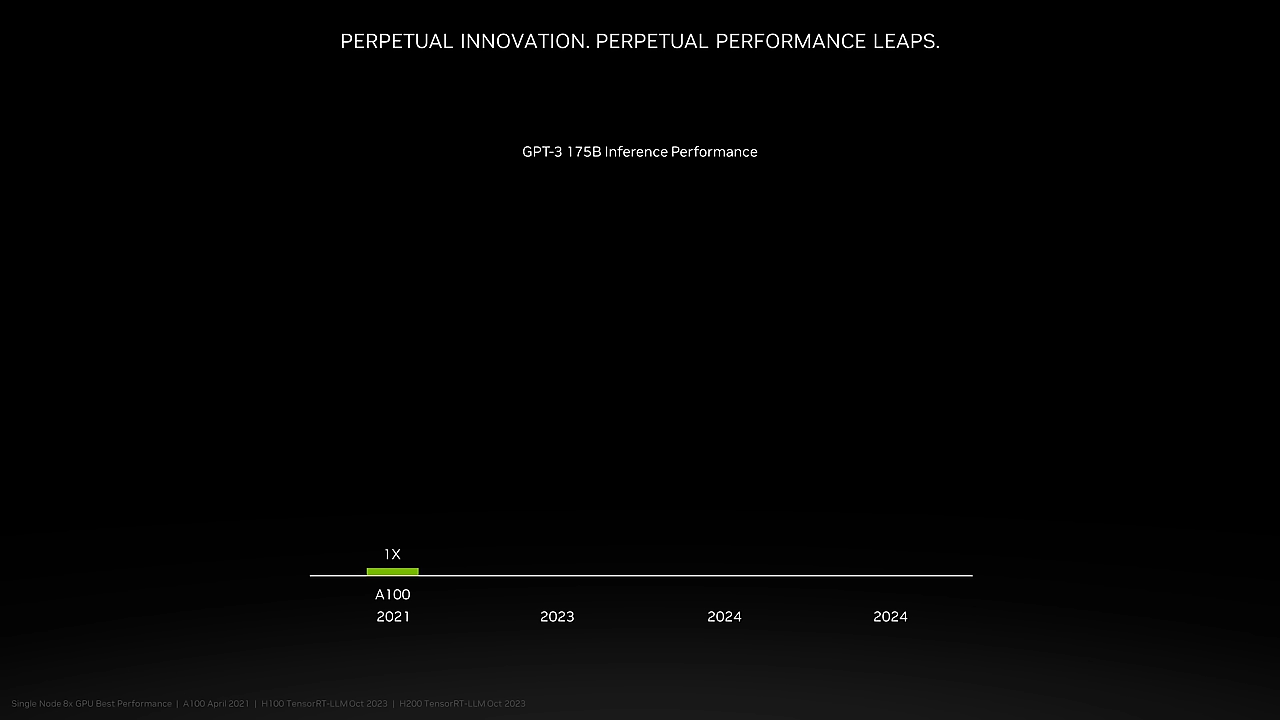 PERPETUAL INNOVATION. PERPETUAL PERFORMANCE LEAPS.
GPT-3 175B Inference Performance
1X
A100
2021 2023 2024 2024
Single Node 8x GPU Best Performance | A100 April 2021 | H100 TensorRT-LLM Oct 2023 | H200 TensorRT-LLM Oct 2023